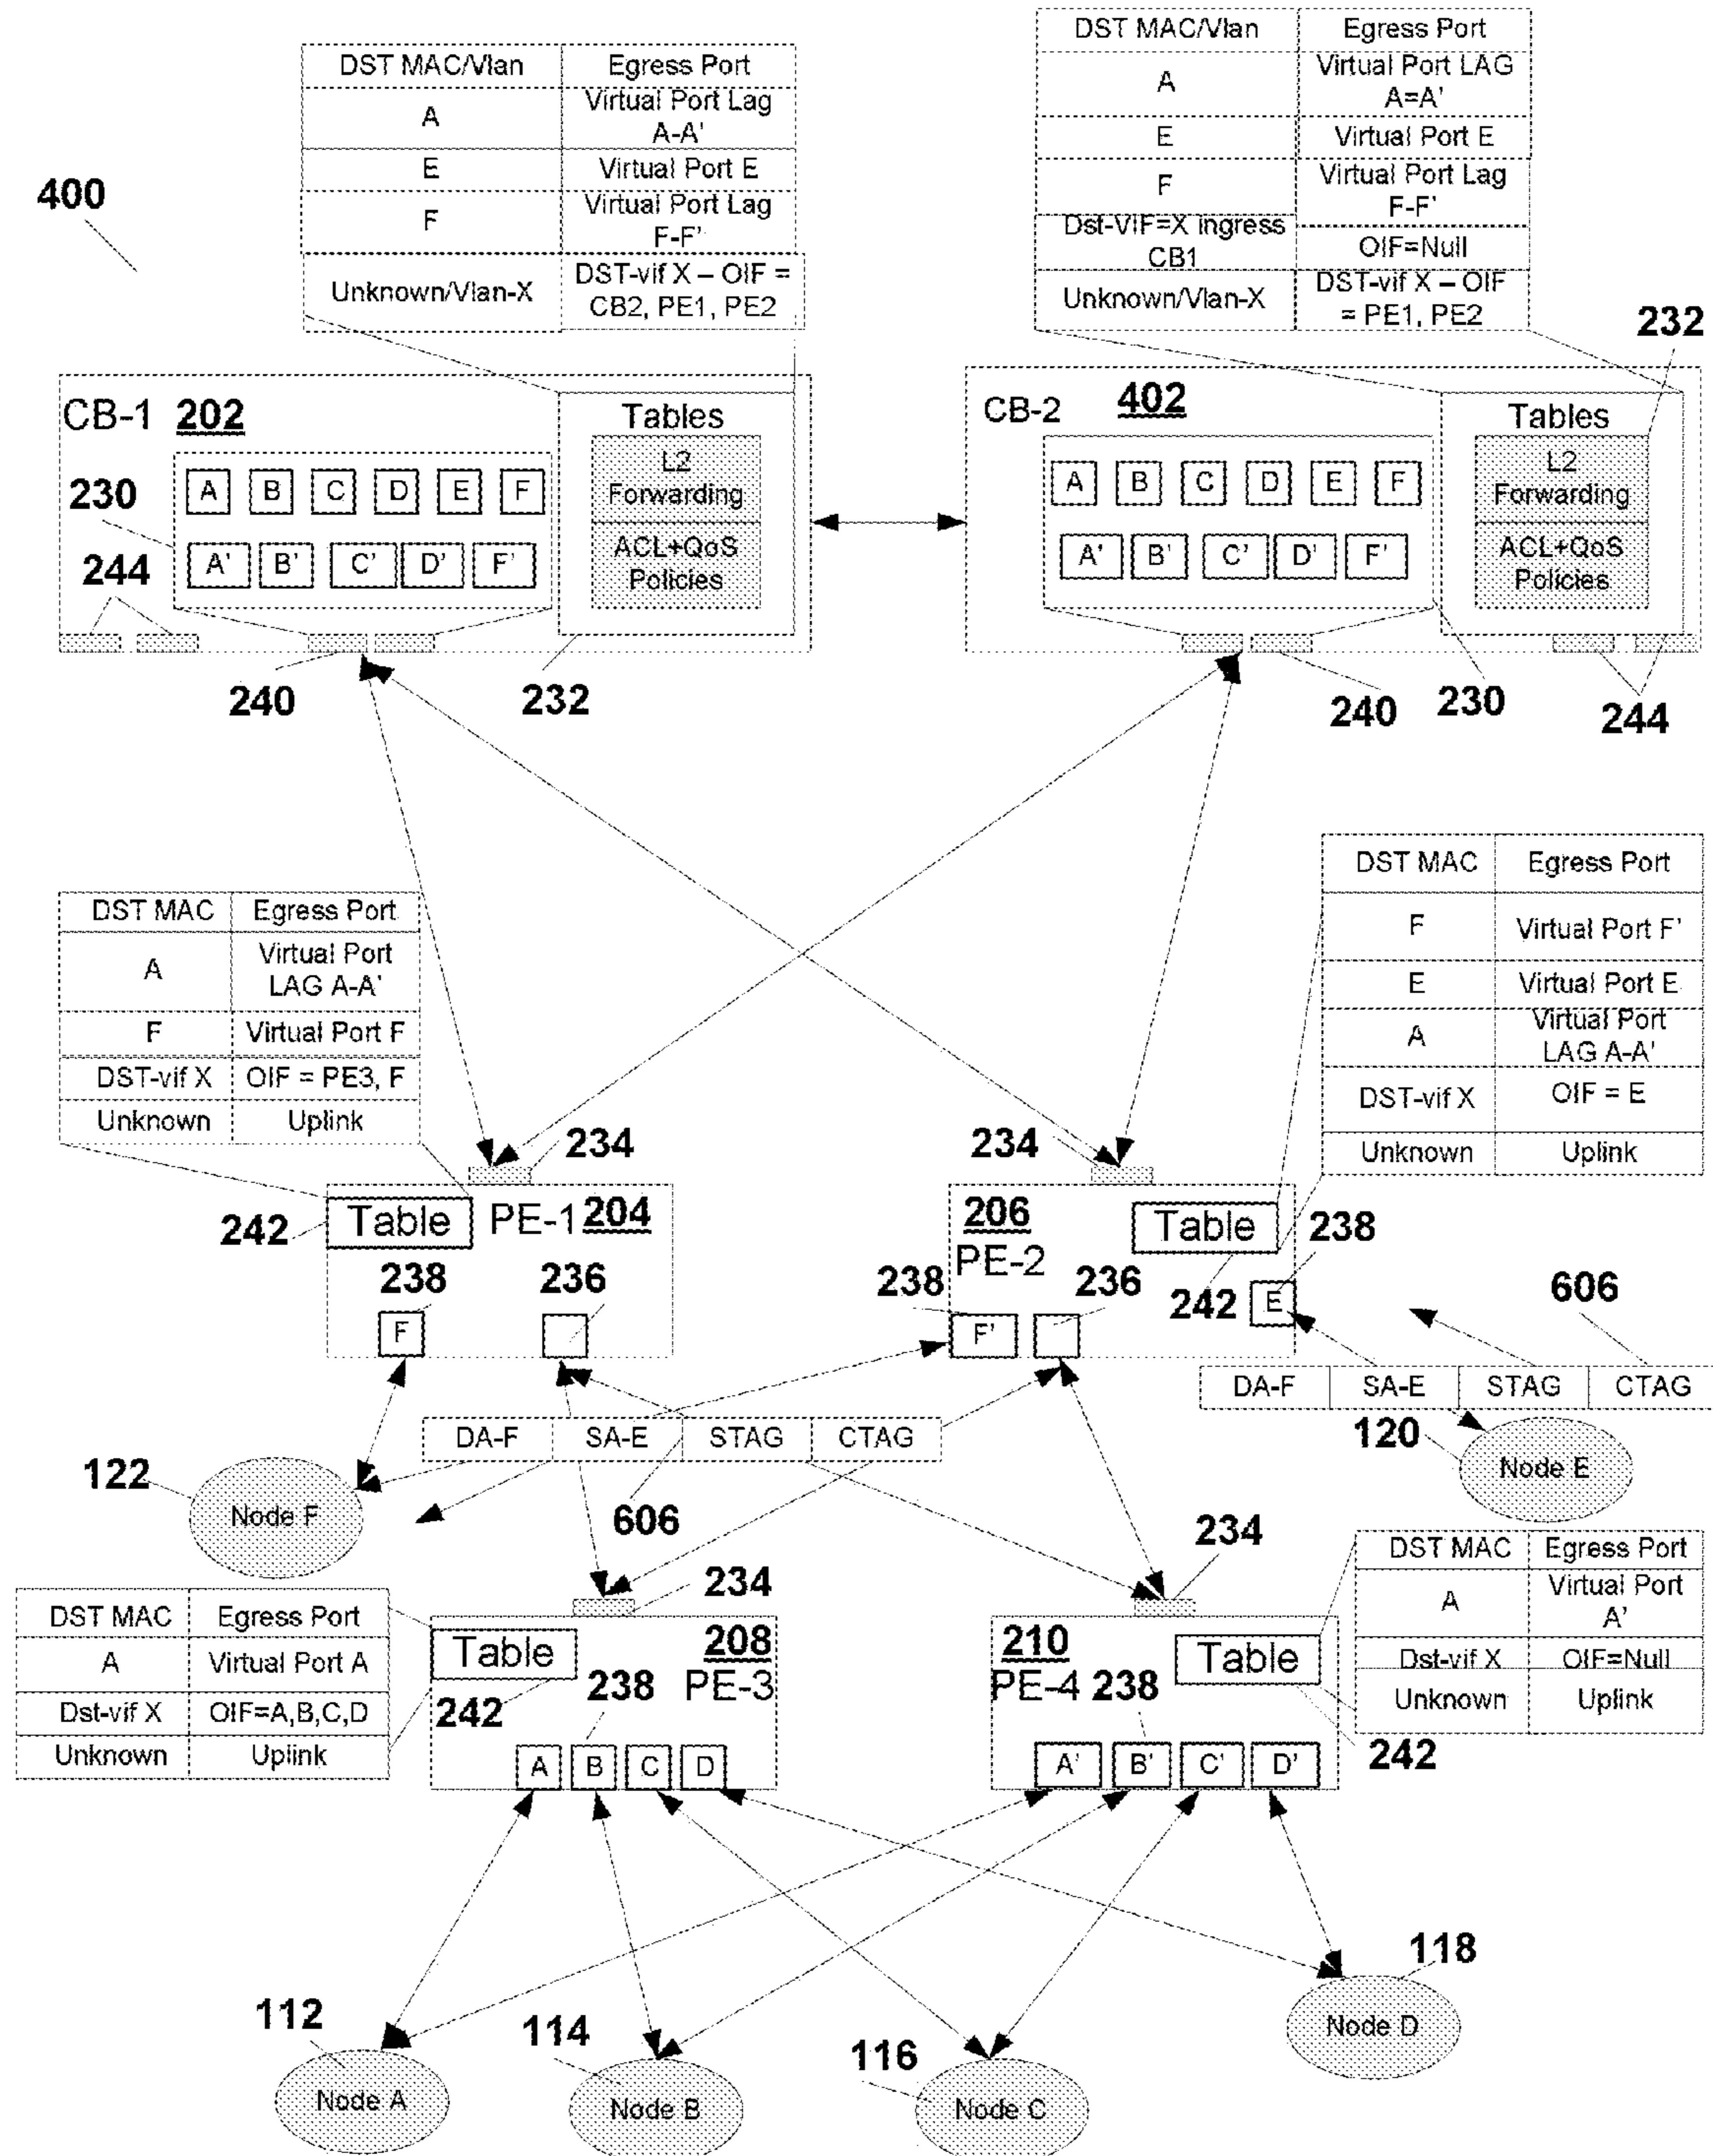 400
DST MAC/Vlan Egress Port
A Virtual Port Lag
A-A'
E Virtual Port E
F Virtual Port Lag
F-F'
Unknown/Vlan-X DST-vif X – OIF =
CB2, PE1, PE2
DST MAC/Vlan Egress Port
A Virtual Port LAG
A=A'
E Virtual Port E
F Virtual Port Lag
F-F'
Dst-VIF=X ingress
CB1 OIF=Null
Unknown/Vlan-X DST-vif X – OIF
= PE1, PE2
232
CB-1 202
230
244
A B C D E F
A' B' C' D' F'
Tables
L2
Forwarding
ACL+QoS
Policies
240
232
CB-2 402
A B C D E F
A' B' C' D' F'
Tables
L2
Forwarding
ACL+QoS
Policies
240
230
244
DST MAC Egress Port
A Virtual Port
LAG A-A'
F Virtual Port F
DST-vif X OIF = PE3, F
Unknown Uplink
DST MAC Egress Port
F Virtual Port F'
E Virtual Port E
A Virtual Port
LAG A-A'
DST-vif X OIF = E
Unknown Uplink
234
Table PE-1 204
242
238
236
F
234
206
PE-2
Table
242
238
236
238
F'
E
606
DA-F SA-E STAG CTAG
120
Node E
DA-F SA-E STAG CTAG
606
122
Node F
DST MAC Egress Port
A Virtual Port A
Dst-vif X OIF=A,B,C,D
Unknown Uplink
234
Table
208
PE-3
242
238
A B C D
234
210
PE-4
238
Table
242
A' B' C' D'
DST MAC Egress Port
A Virtual Port
A'
Dst-vif X OIF=Null
Unknown Uplink
112
Node A
114
Node B
116
Node C
118
Node D